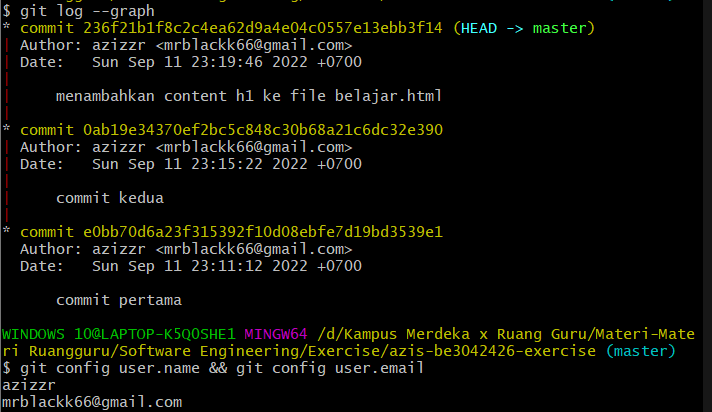 $ git log --graph
* commit 236f21b1f8c2c4ea62d9a4e04c0557e13ebb3f14 (HEAD -> master)
| Author: azizzr <mrblackk66@gmail.com>
| Date:   Sun Sep 11 23:19:46 2022 +0700
|
|     menambahkan content h1 ke file belajar.html
|
* commit 0ab19e34370ef2bc5c848c30b68a21c6dc32e390
| Author: azizzr <mrblackk66@gmail.com>
| Date:   Sun Sep 11 23:15:22 2022 +0700
|
|     commit kedua
|
* commit e0bb70d6a23f315392f10d08ebfe7d19bd3539e1
  Author: azizzr <mrblackk66@gmail.com>
  Date:   Sun Sep 11 23:11:12 2022 +0700

      commit pertama

WINDOWS 10@LAPTOP-K5Q0SHE1 MINGW64 /d/Kampus Merdeka x Ruang Guru/Materi-Mate
ri Ruangguru/Software Engineering/Exercise/azis-be3042426-exercise (master)
$ git config user.name && git config user.email
azizzr
mrblackk66@gmail.com